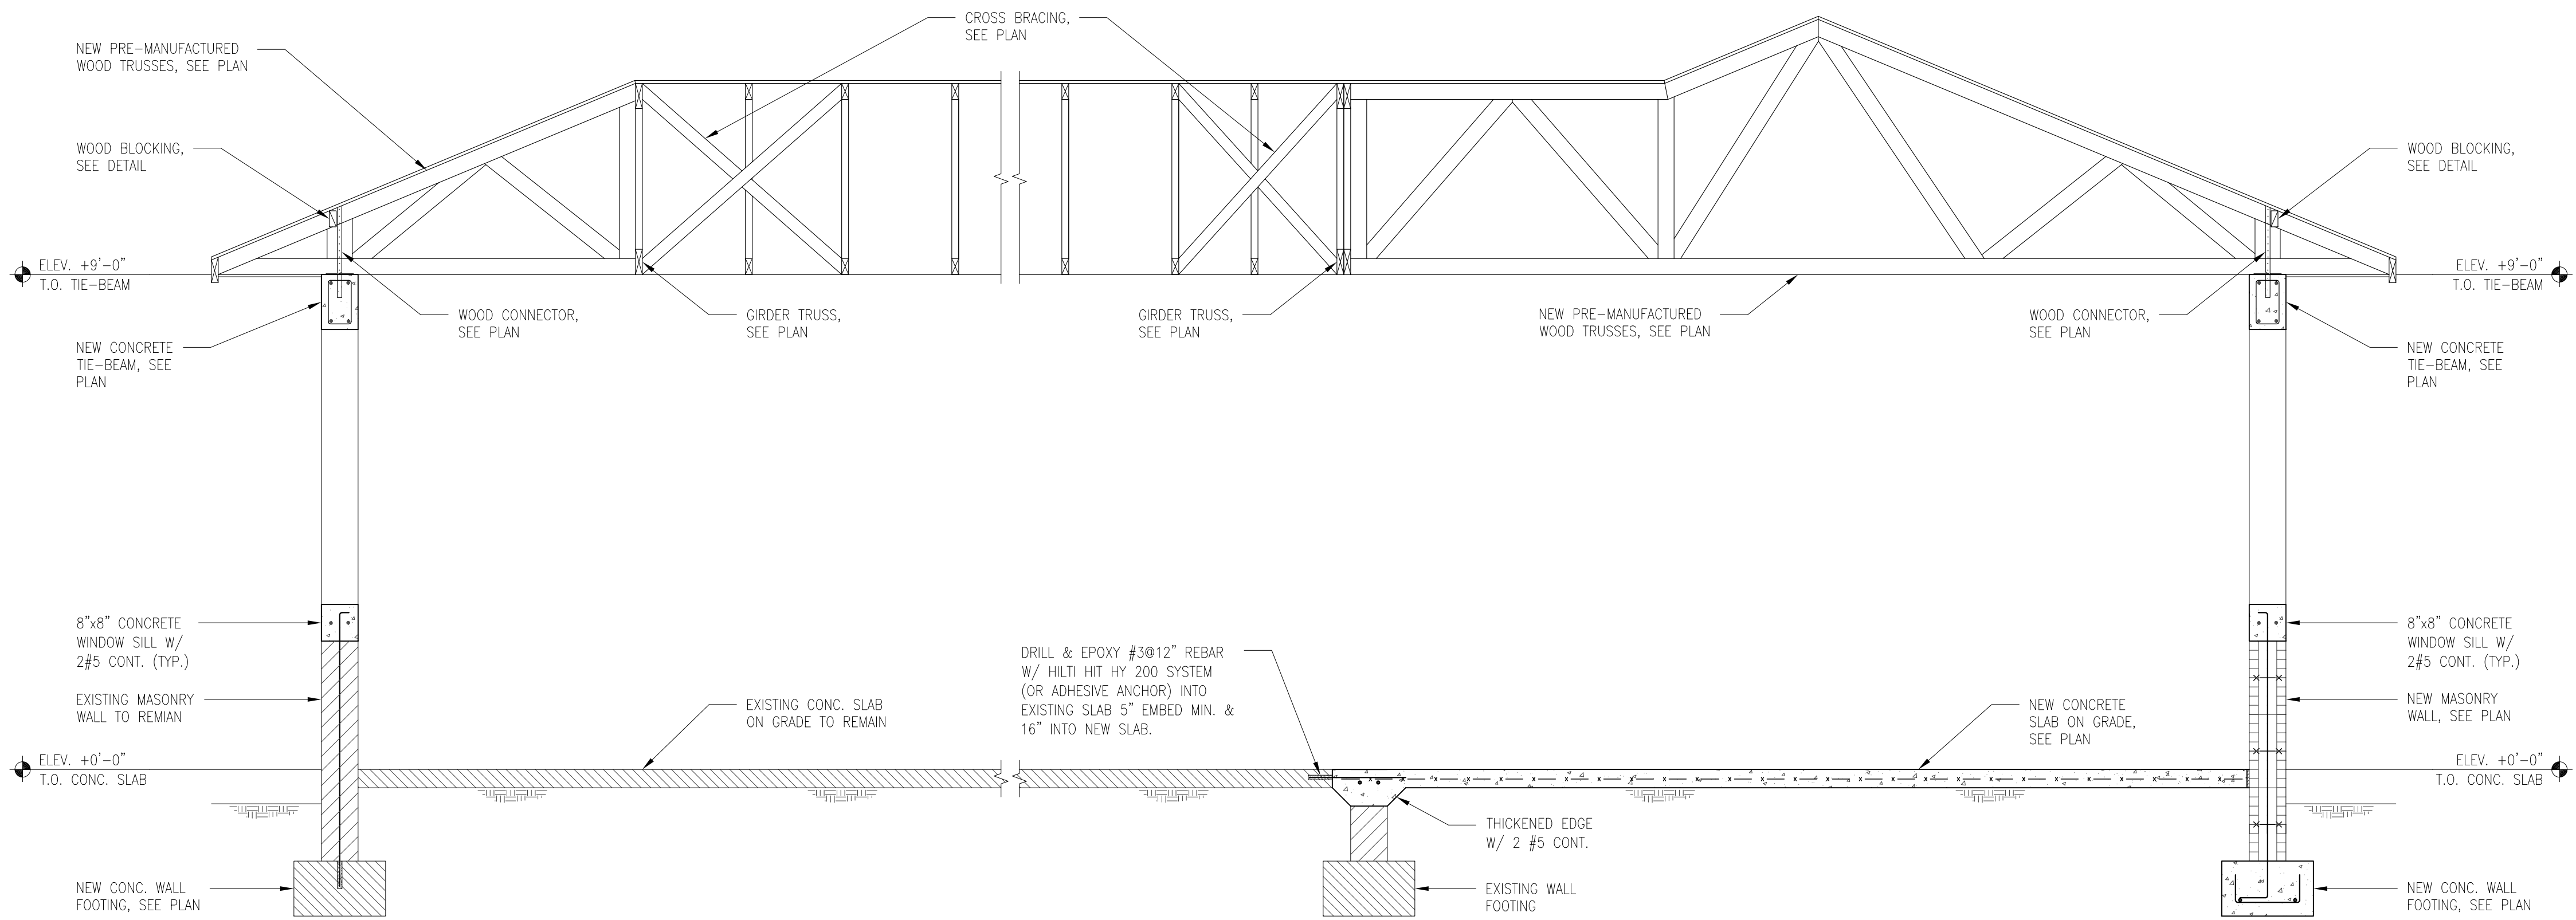 CROSS BRACING,
SEE PLAN
NEW PRE-MANUFACTURED
WOOD TRUSSES, SEE PLAN
WOOD BLOCKING,
SEE DETAIL
WOOD BLOCKING,
SEE DETAIL
ELEV. +9'-0"
T.O. TIE-BEAM
ELEV. +9'-0"
T.O. TIE-BEAM
WOOD CONNECTOR,
SEE PLAN
GIRDER TRUSS,
SEE PLAN
GIRDER TRUSS,
SEE PLAN
NEW PRE-MANUFACTURED
WOOD TRUSSES, SEE PLAN
WOOD CONNECTOR,
SEE PLAN
NEW CONCRETE
TIE-BEAM, SEE
PLAN
NEW CONCRETE
TIE-BEAM, SEE
PLAN
8"x8" CONCRETE
WINDOW SILL W/
2#5 CONT. (TYP.)
EXISTING MASONRY
WALL TO REMIAN
EXISTING CONC. SLAB
ON GRADE TO REMAIN
DRILL & EPOXY #3@12" REBAR
W/ HILTI HIT HY 200 SYSTEM
(OR ADHESIVE ANCHOR) INTO
EXISTING SLAB 5" EMBED MIN. &
16" INTO NEW SLAB.
NEW CONCRETE
SLAB ON GRADE,
SEE PLAN
8"x8" CONCRETE
WINDOW SILL W/
2#5 CONT. (TYP.)
NEW MASONRY
WALL, SEE PLAN
ELEV. +0'-0"
T.O. CONC. SLAB
ELEV. +0'-0"
T.O. CONC. SLAB
THICKENED EDGE
W/ 2 #5 CONT.
NEW CONC. WALL
FOOTING, SEE PLAN
EXISTING WALL
FOOTING
NEW CONC. WALL
FOOTING, SEE PLAN